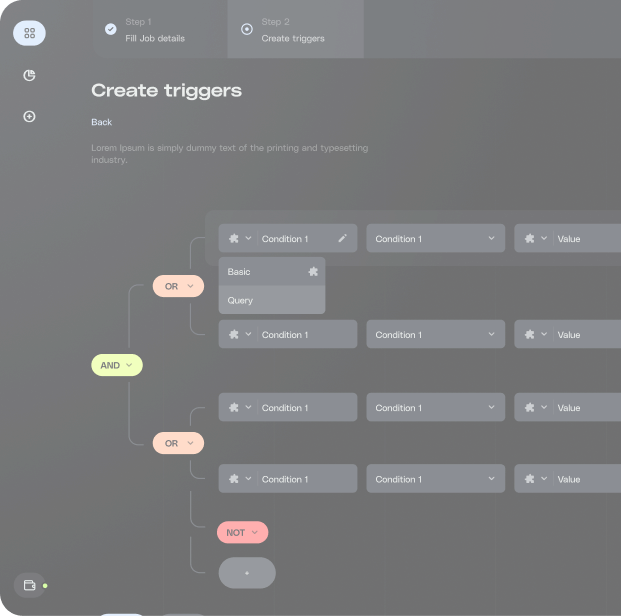 Step 1
Fill Job details
Step 2
Create triggers
Create triggers
Back
Lorem Ipsum is simply dummy text of the printing and typesetting
industry.
Condition 1
Condition 1
Value
Basic
OR
Query
Condition 1
Condition 1
Value
AND
Condition 1
Condition 1
Value
OR
Condition 1
Condition 1
Value
NOT